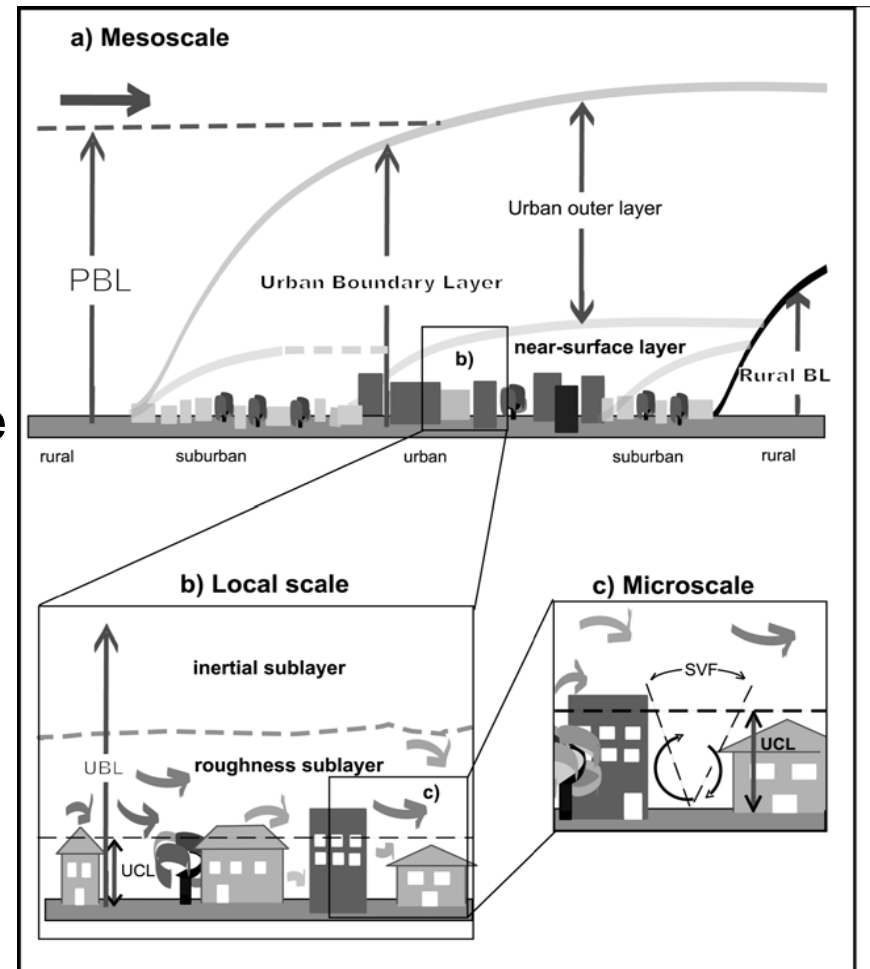 a) Mesoscale
Urban outer layer
PBL
Urban Boundary Layer
b)
near-surface layer
Rural BL
e
rural
suburban
urban
suburban
rural
b) Local scale
c) Microscale
inertial sublayer
SVF
UBL
roughness sublayer
UCL
c)
UCL